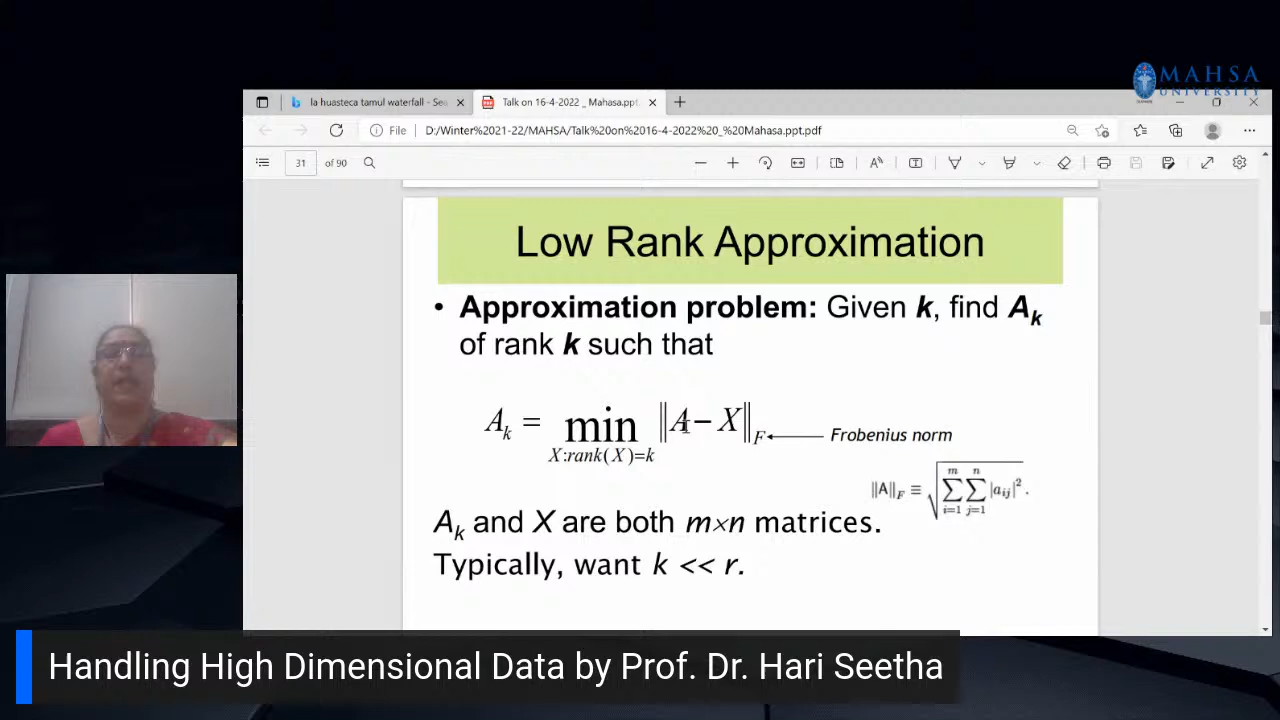 MAHSA
UNIVERSITY
la huasteca tamul waterfall - Sea
Talk on 16-4-2022 _ Mahasa.ppt.
File
D:/Winter%2021-22/MAHSA/Talk%20on%2016-4-2022%20_%20Mahasa.ppt.pdf
31 of 90
Low Rank Approximation
• Approximation problem: Given k, find Ak
of rank k such that
Ak = min ‖A − X‖F
X:rank(X)=k
Frobenius norm
‖A‖F ≡ √∑i=1m ∑j=1n |aij|2.
Ak and X are both m×n matrices.
Typically, want k << r.
Handling High Dimensional Data by Prof. Dr. Hari Seetha